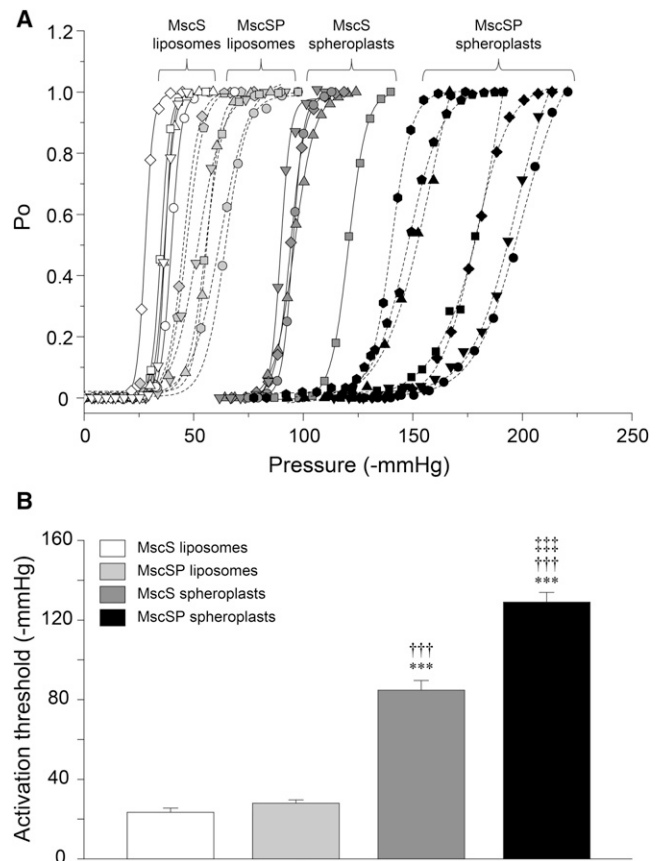 A
MscS MscSP MscS MscSP
liposomes liposomes spheroplasts spheroplasts
1.2
1.0
0.8
0.6
0.4
0.2
0
Po
0 50 100 150 200 250
Pressure (-mmHg)
B
160
120
80
40
0
Activation threshold (-mmHg)
MscS liposomes
MscSP liposomes
MscS spheroplasts
MscSP spheroplasts
†††
***
‡‡‡
‡‡‡
†††
***